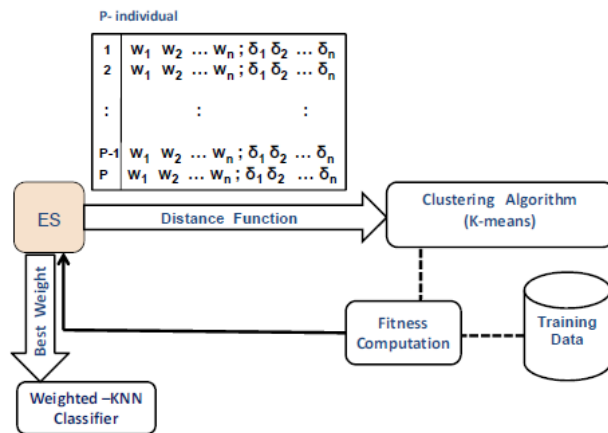 P- individual
1 w1 w2 ... wn ; δ1 δ2 ... δn
2 w1 w2 ... wn ; δ1 δ2 ... δn
: : :
P-1 w1 w2 ... wn ; δ1 δ2 ... δn
P w1 w2 ... wn ; δ1 δ2 ... δn
ES
Distance Function
Clustering Algorithm
(K-means)
Best Weight
Fitness
Computation
Training
Data
Weighted –KNN
Classifier